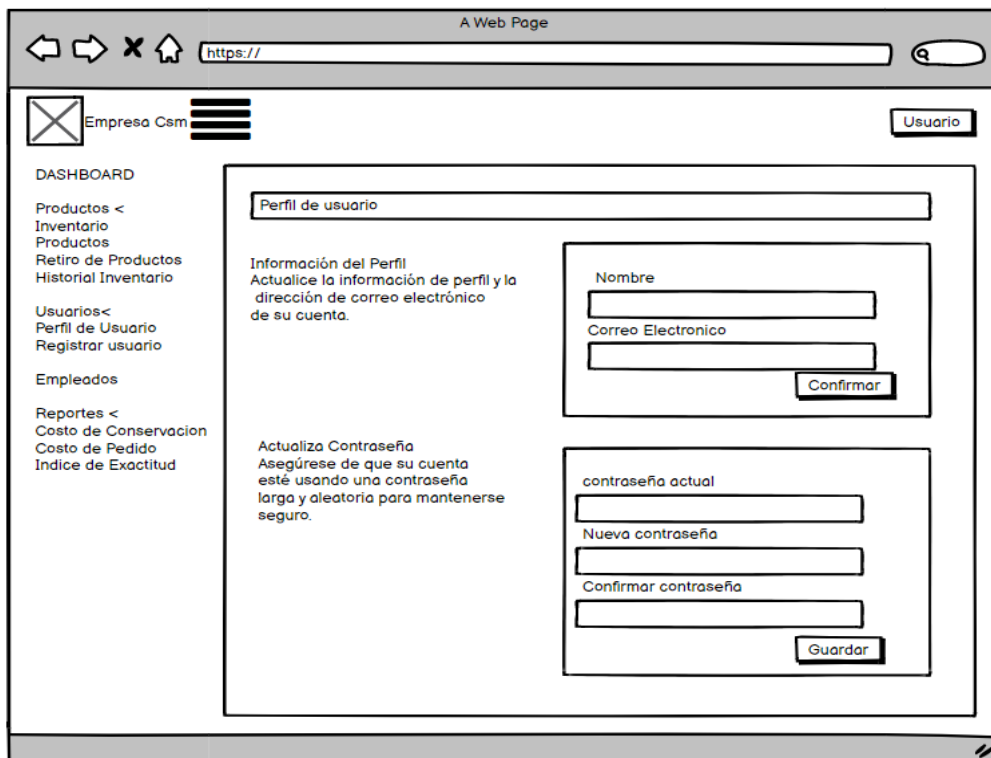 A Web Page
https://
Empresa Csm
Usuario
DASHBOARD
Productos <
Inventario
Productos
Retiro de Productos
Historial Inventario
Usuarios<
Perfil de Usuario
Registrar usuario
Empleados
Reportes <
Costo de Conservacion
Costo de Pedido
Indice de Exactitud
Perfil de usuario
Información del Perfil
Actualice la información de perfil y la
dirección de correo electrónico
de su cuenta.
Nombre
Correo Electronico
Confirmar
Actualiza Contraseña
Asegúrese de que su cuenta
esté usando una contraseña
larga y aleatoria para mantenerse
seguro.
contraseña actual
Nueva contraseña
Confirmar contraseña
Guardar